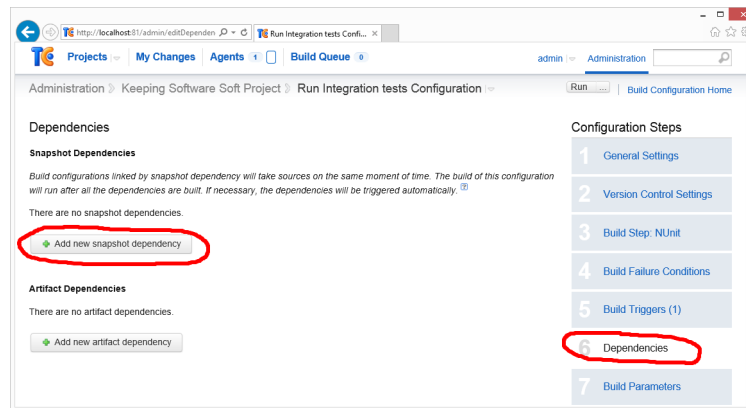 http://localhost:81/admin/editDependen
Run Integration tests Confi... ×
TC Projects My Changes Agents 1 Build Queue 0 admin Administration
Administration Keeping Software Soft Project Run Integration tests Configuration Run ... | Build Configuration Home
Dependencies
Snapshot Dependencies
Build configurations linked by snapshot dependency will take sources on the same moment of time. The build of this configuration
will run after all the dependencies are built. If necessary, the dependencies will be triggered automatically. ?
There are no snapshot dependencies.
Add new snapshot dependency
Artifact Dependencies
There are no artifact dependencies.
Add new artifact dependency
Configuration Steps
1 General Settings
2 Version Control Settings
3 Build Step: NUnit
4 Build Failure Conditions
5 Build Triggers (1)
6 Dependencies
7 Build Parameters